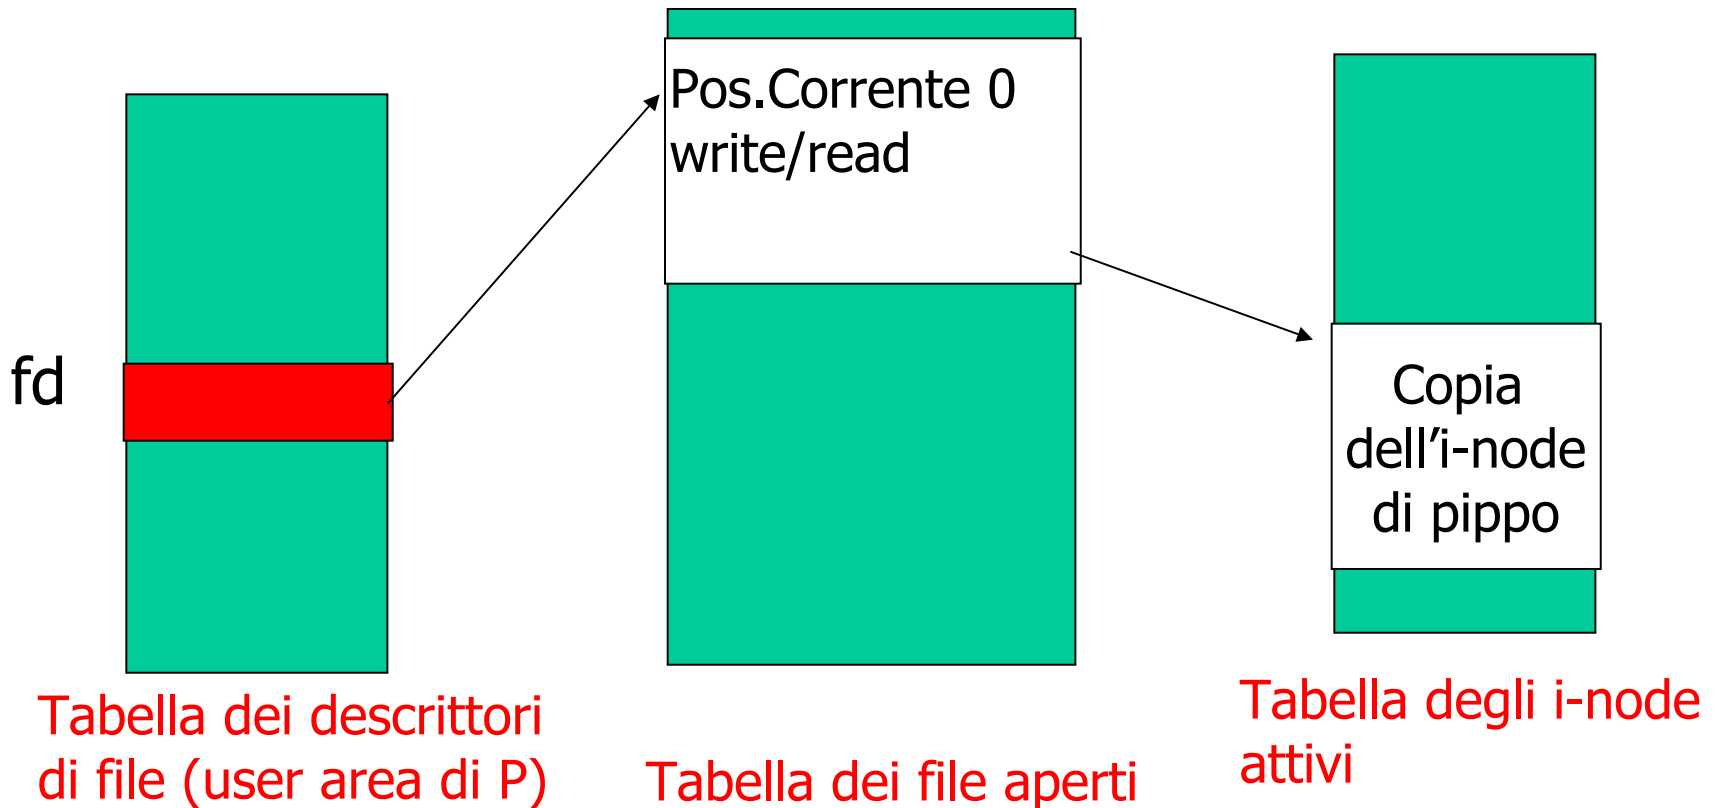 fd
Tabella dei descrittori
di file (user area di P)
Pos.Corrente 0
write/read
Tabella dei file aperti
Copia
dell’i-node
di pippo
Tabella degli i-node
attivi